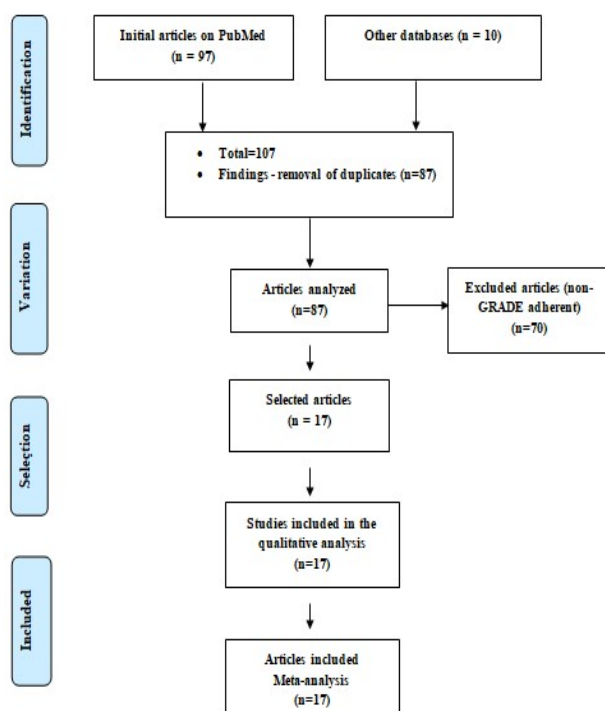 Identification
Initial articles on PubMed
(n = 97)
Other databases (n = 10)
• Total=107
• Findings - removal of duplicates (n=87)
Variation
Articles analyzed
(n=87)
Excluded articles (non-
GRADE adherent)
(n=70)
Seleção
Selected articles
(n = 17)
Studies included in the
qualitative analysis
(n=17)
Included
Articles included
Meta-analysis
(n=17)